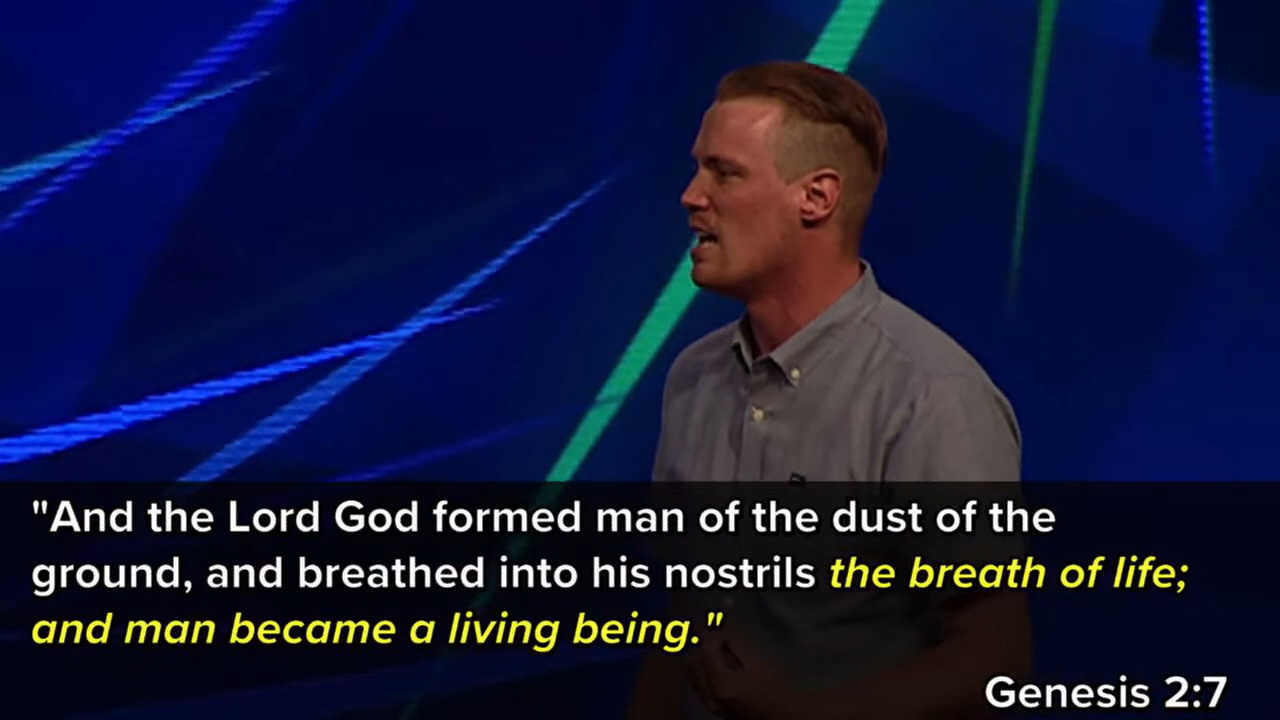 "And the Lord God formed man of the dust of the
ground, and breathed into his nostrils the breath of life;
and man became a living being."
Genesis 2:7